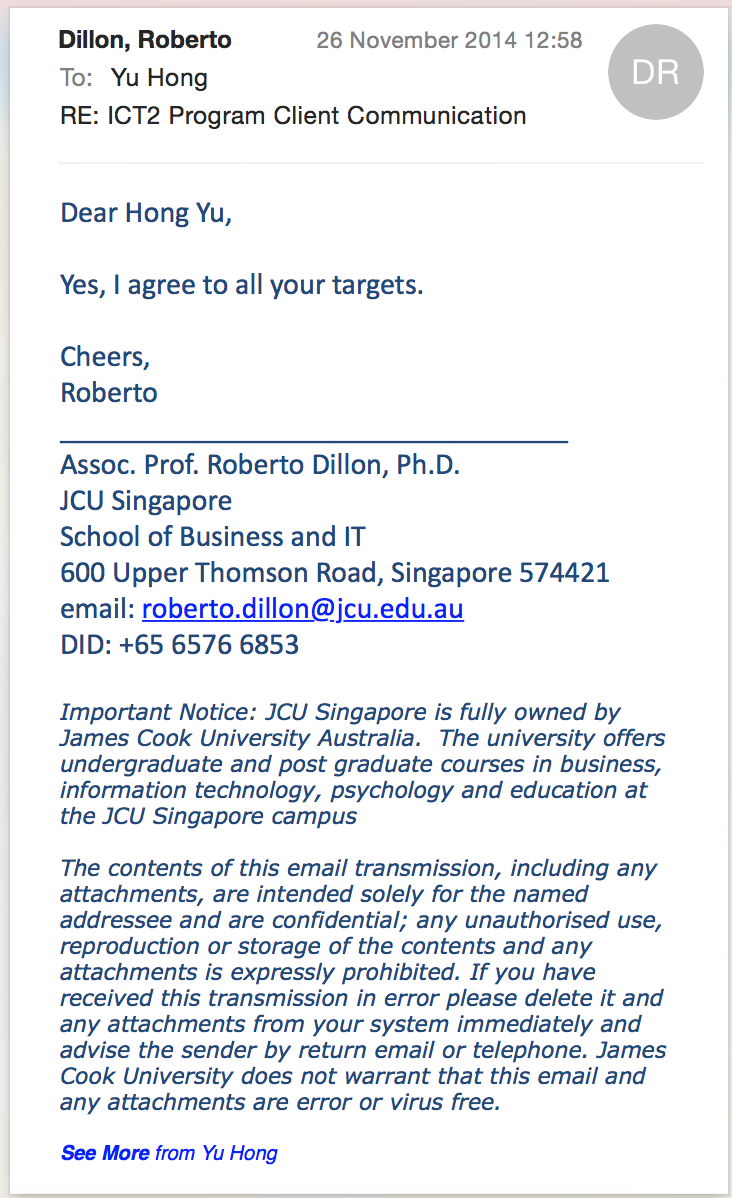 Dillon, Roberto 26 November 2014 12:58 DR
To: Yu Hong
RE: ICT2 Program Client Communication
Dear Hong Yu,
Yes, I agree to all your targets.
Cheers,
Roberto
Assoc. Prof. Roberto Dillon, Ph.D.
JCU Singapore
School of Business and IT
600 Upper Thomson Road, Singapore 574421
email: roberto.dillon@jcu.edu.au
DID: +65 6576 6853
Important Notice: JCU Singapore is fully owned by
James Cook University Australia.  The university offers
undergraduate and post graduate courses in business,
information technology, psychology and education at
the JCU Singapore campus
The contents of this email transmission, including any
attachments, are intended solely for the named
addressee and are confidential; any unauthorised use,
reproduction or storage of the contents and any
attachments is expressly prohibited. If you have
received this transmission in error please delete it and
any attachments from your system immediately and
advise the sender by return email or telephone. James
Cook University does not warrant that this email and
any attachments are error or virus free.
See More from Yu Hong